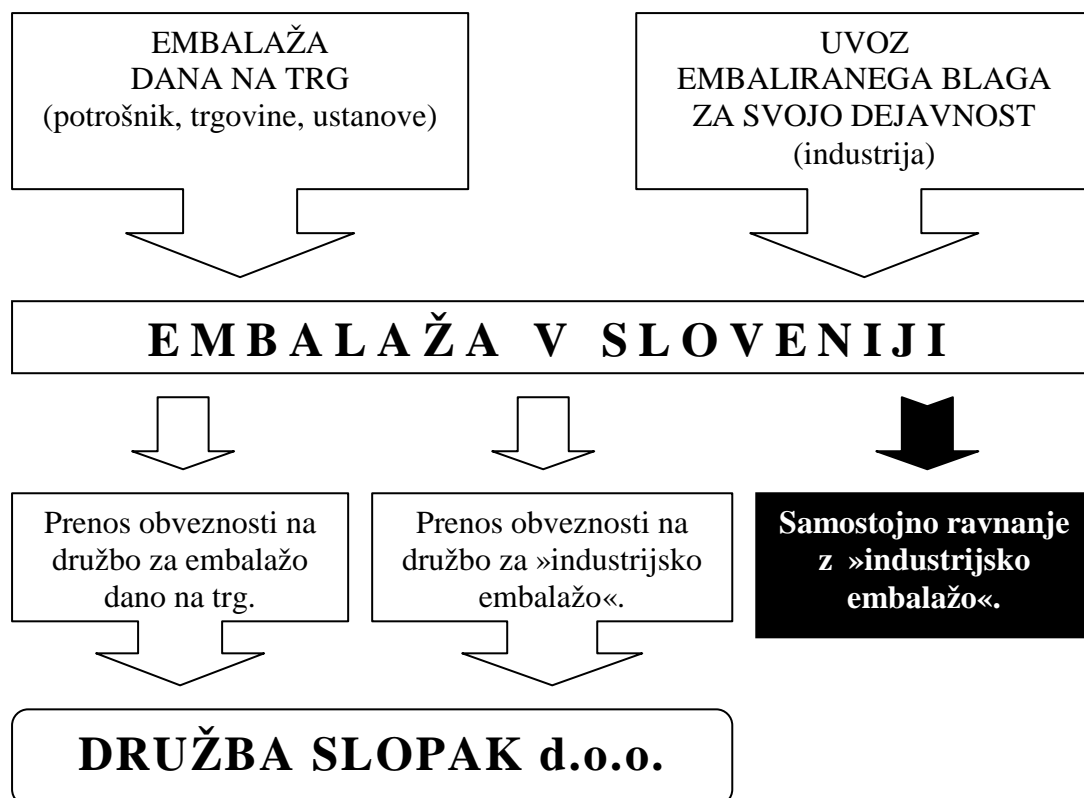 EMBALAŽA
DANA NA TRG
(potrošnik, trgovine, ustanove)
UVOZ
EMBALIRANEGA BLAGA
ZA SVOJO DEJAVNOST
(industrija)
EMBALAŽA V SLOVENIJI
Prenos obveznosti na
družbo za embalažo
dano na trg.
Prenos obveznosti na
družbo za »industrijsko
embalažo«.
Samostojno ravnanje
z »industrijsko
embalažo«.
DRUŽBA SLOPAK d.o.o.